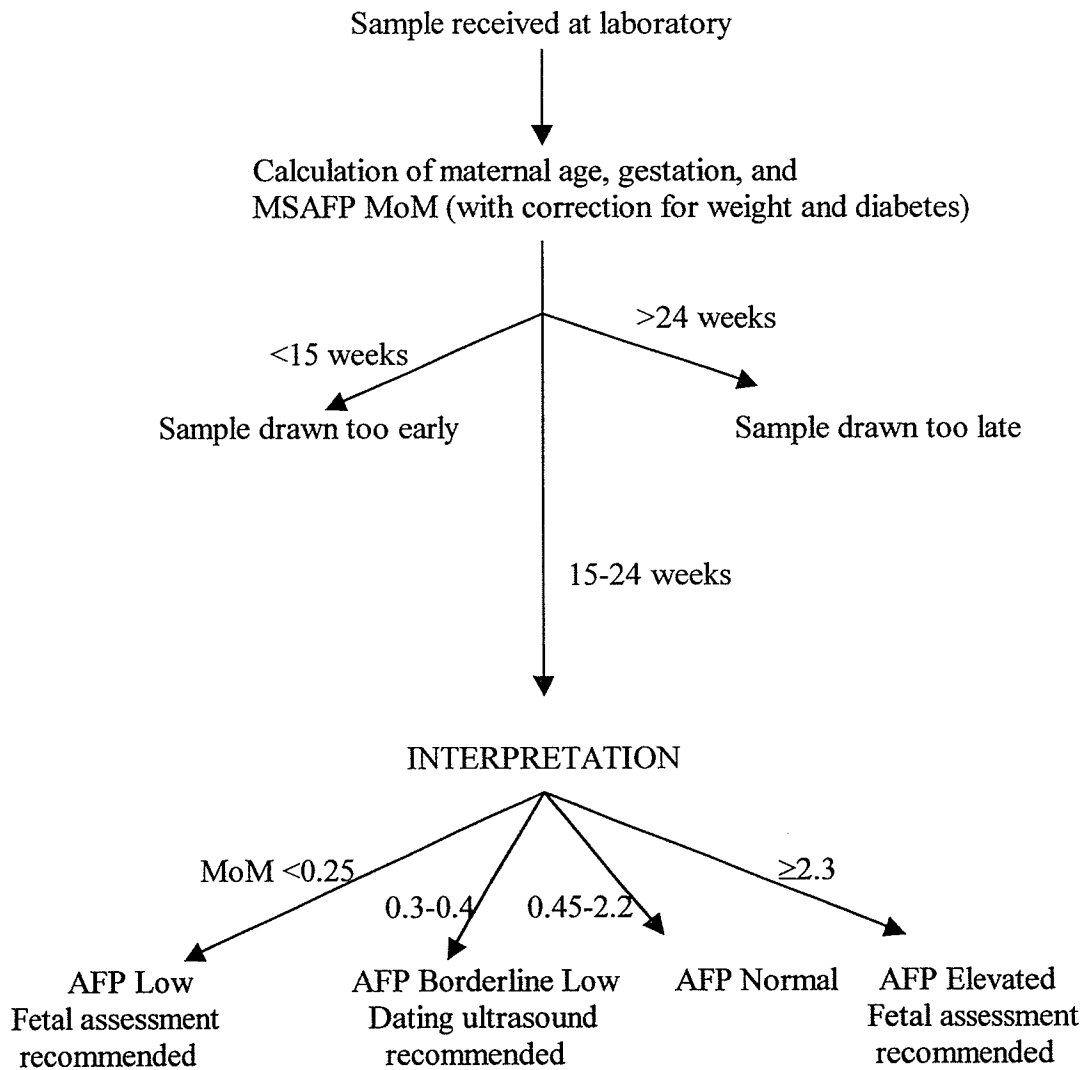 Sample received at laboratory
Calculation of maternal age, gestation, and
MSAFP MoM (with correction for weight and diabetes)
>24 weeks
<15 weeks
Sample drawn too early
Sample drawn too late
15-24 weeks
INTERPRETATION
MoM <0.25
0.3-0.4
0.45-2.2
≥2.3
AFP Low
Fetal assessment
recommended
AFP Borderline Low
Dating ultrasound
recommended
AFP Normal
AFP Elevated
Fetal assessment
recommended